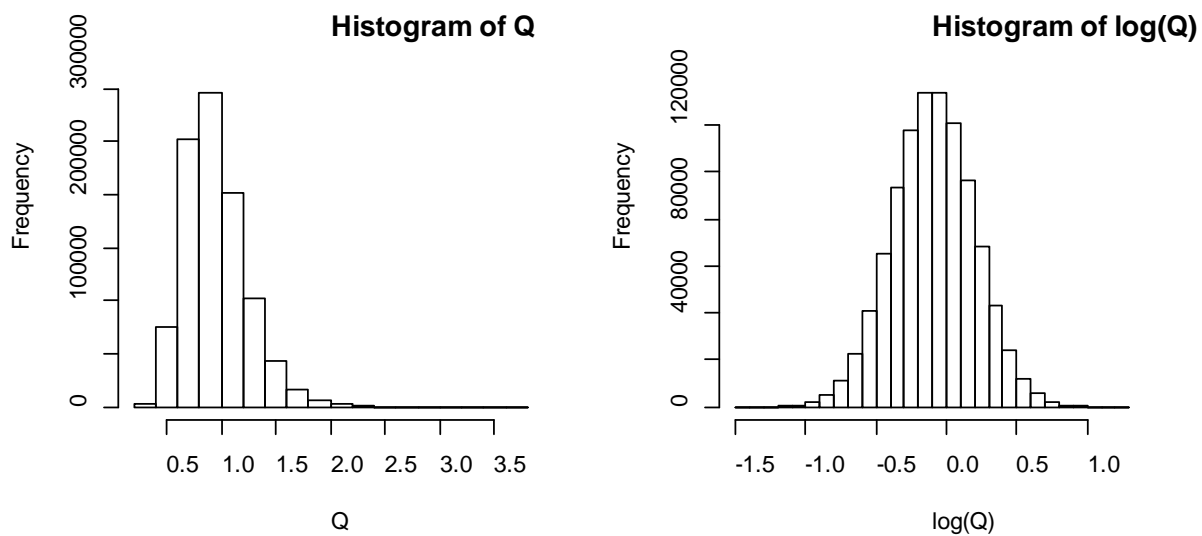 Histogram of Q
Frequency
0 100000 200000 300000
0.5 1.0 1.5 2.0 2.5 3.0 3.5
Q
Histogram of log(Q)
Frequency
0 40000 80000 120000
-1.5 -1.0 -0.5 0.0 0.5 1.0
log(Q)